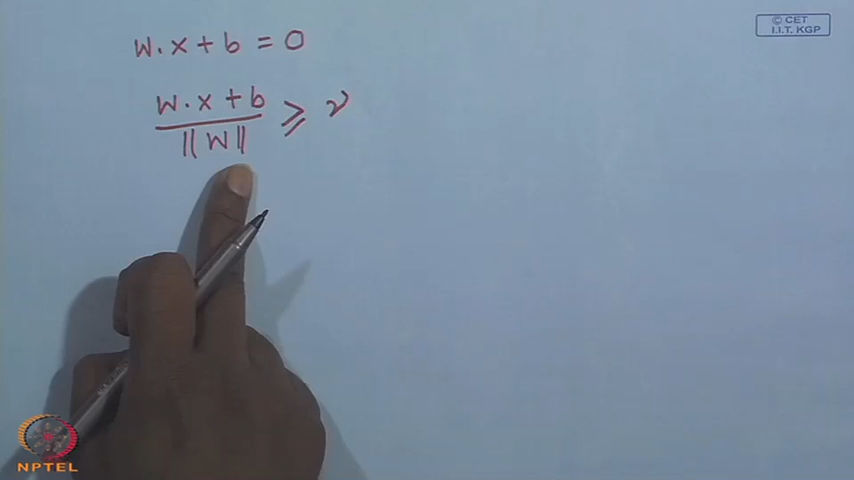 © CET
I.I.T. KGP
W.x+b = 0
W.x+b / ||W|| ⩾ ν
NPTEL